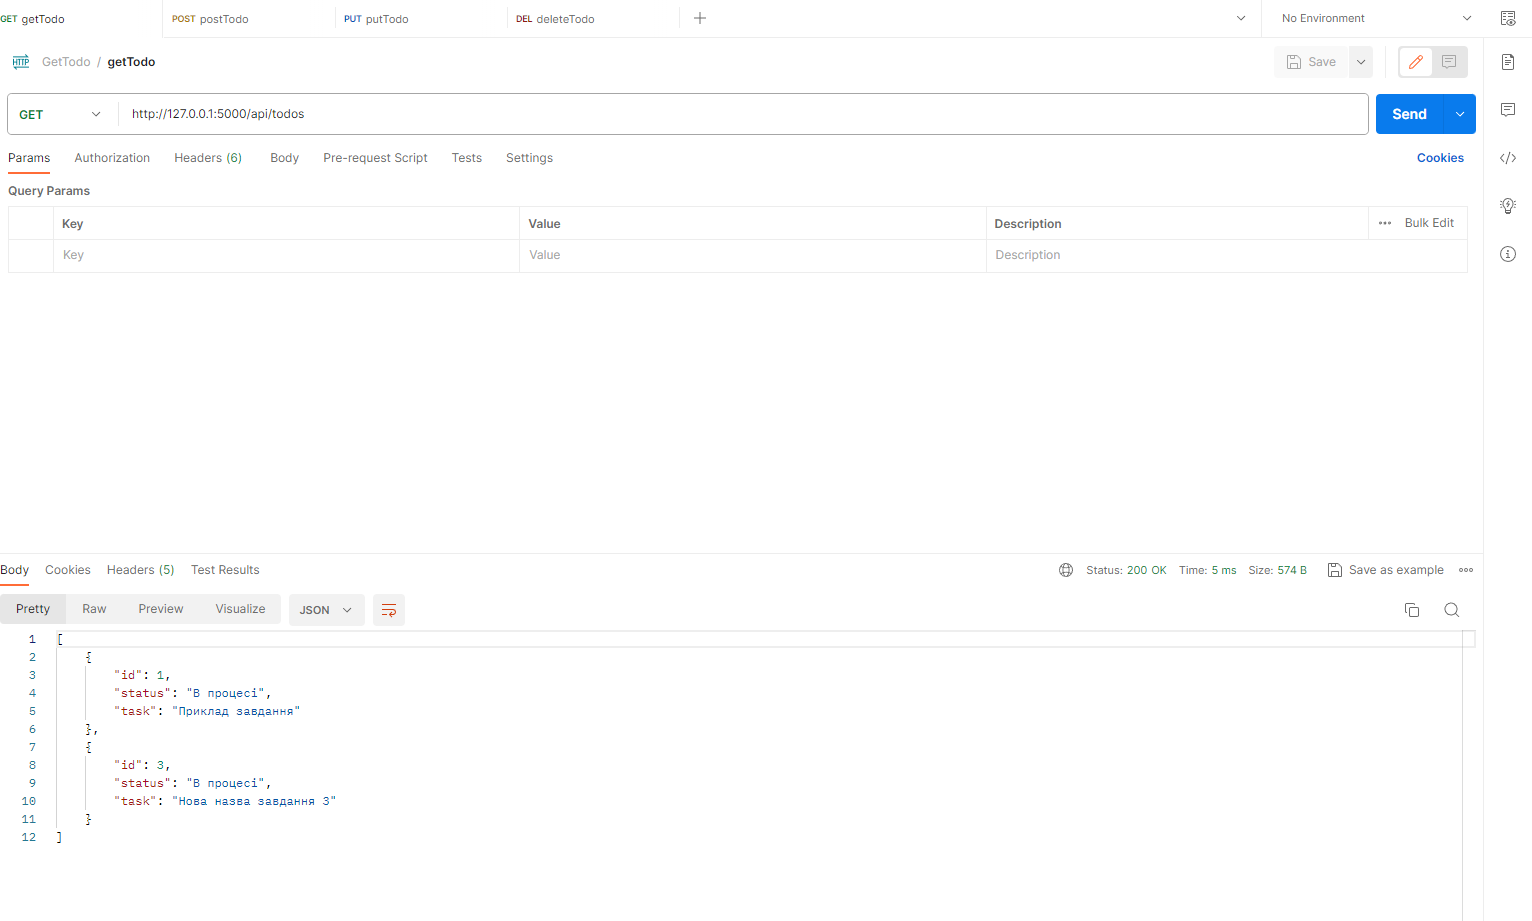 GET getTodo
POST postTodo
PUT putTodo
DEL deleteTodo
No Environment
HTTP GetTodo / getTodo
Save
GET http://127.0.0.1:5000/api/todos
Send
Params Authorization Headers (6) Body Pre-request Script Tests Settings
Cookies
Query Params
Key Value Description ••• Bulk Edit
Key Value Description
Body Cookies Headers (5) Test Results
Status: 200 OK Time: 5 ms Size: 574 B Save as example
Pretty Raw Preview Visualize JSON
1 [
2 {
3 "id": 1,
4 "status": "В процесі",
5 "task": "Приклад завдання"
6 },
7 {
8 "id": 3,
9 "status": "В процесі",
10 "task": "Нова назва завдання 3"
11 }
12 ]